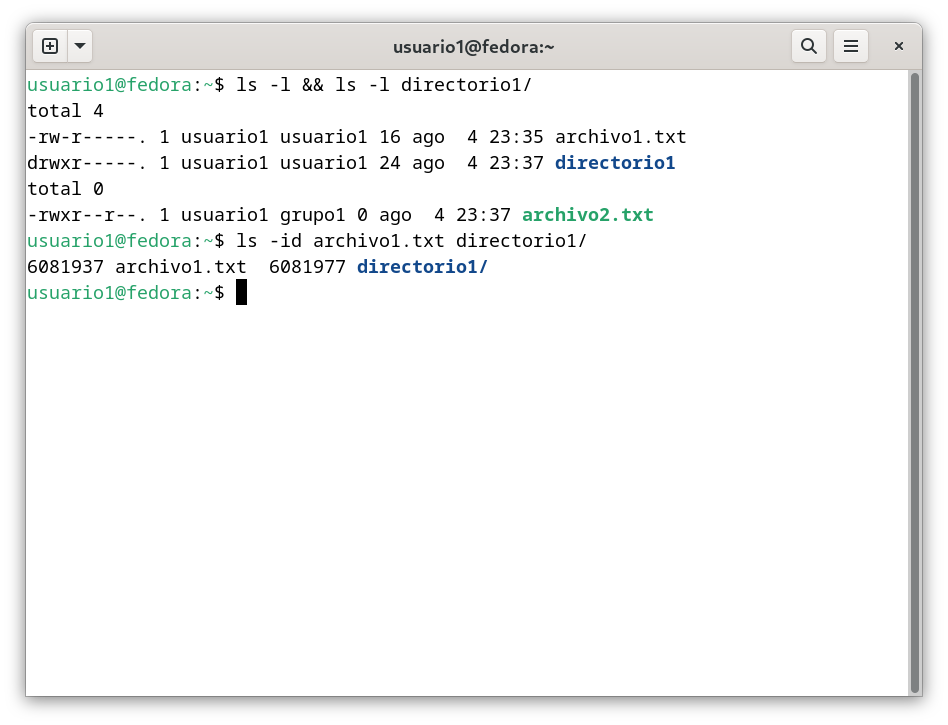 usuario1@fedora:~
usuario1@fedora:~$ ls -l && ls -l directorio1/
total 4
-rw-r-----. 1 usuario1 usuario1 16 ago  4 23:35 archivo1.txt
drwxr-----. 1 usuario1 usuario1 24 ago  4 23:37 directorio1
total 0
-rwxr--r--. 1 usuario1 grupo1 0 ago  4 23:37 archivo2.txt
usuario1@fedora:~$ ls -id archivo1.txt directorio1/
6081937 archivo1.txt  6081977 directorio1/
usuario1@fedora:~$